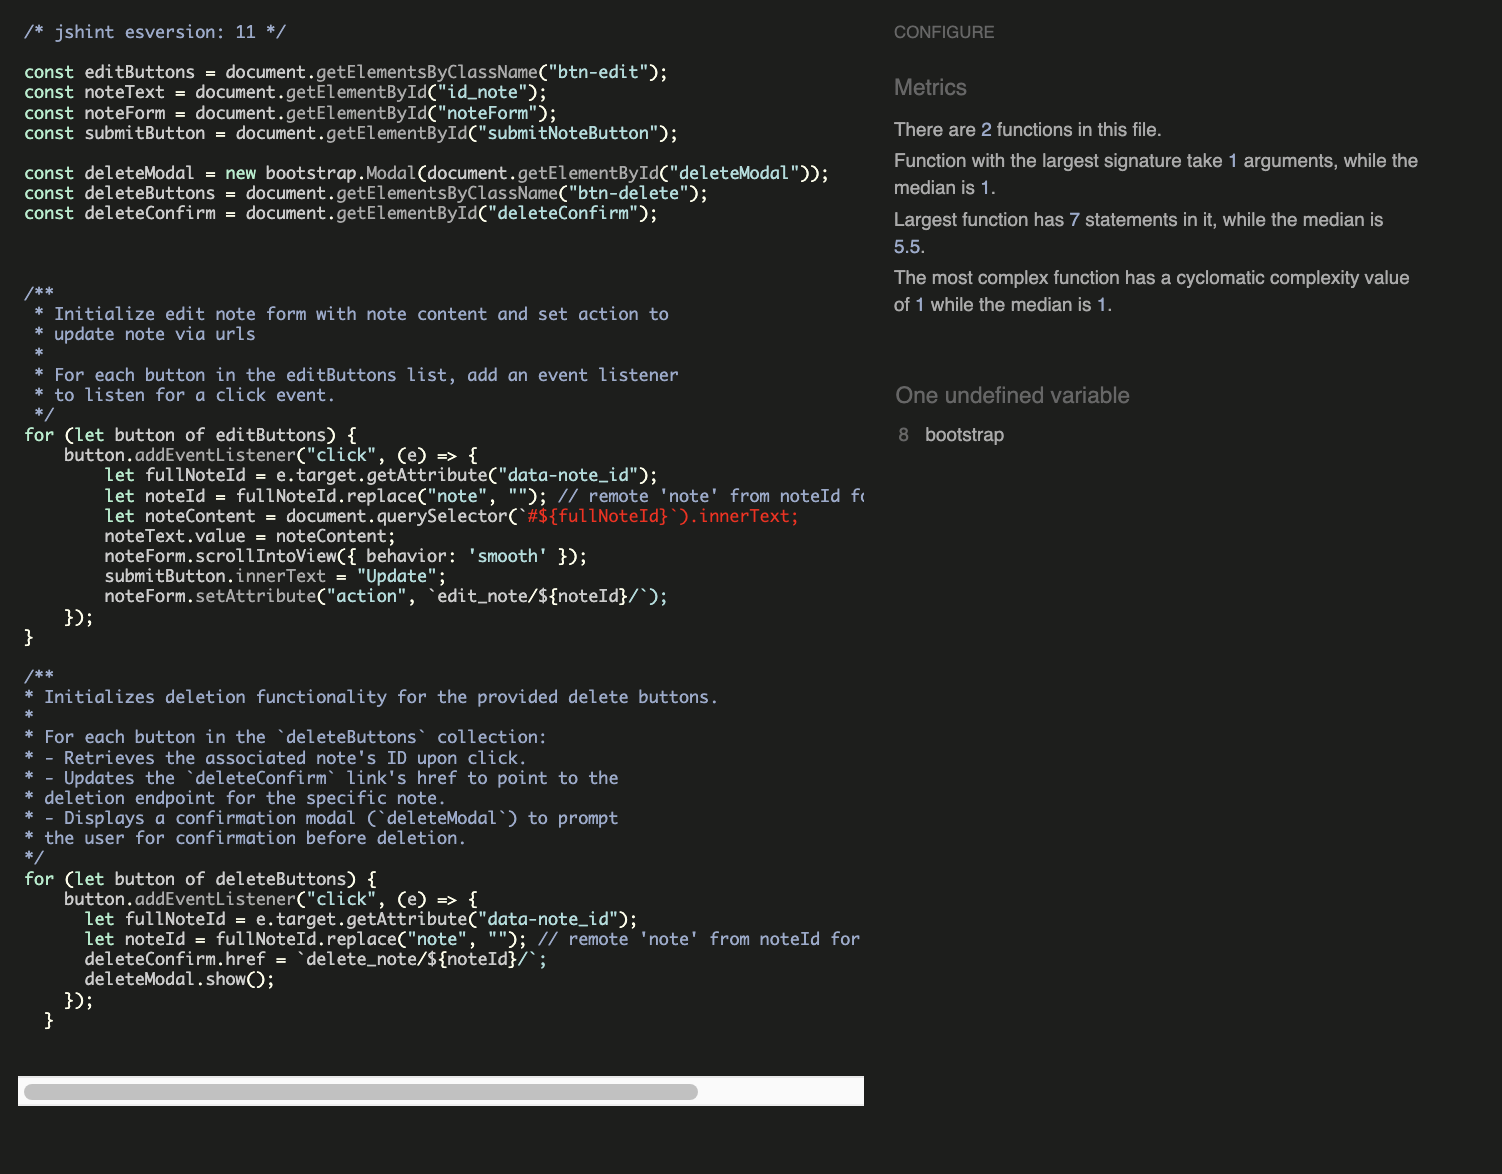 /* jshint esversion: 11 */
const editButtons = document.getElementsByClassName("btn-edit");
const noteText = document.getElementById("id_note");
const noteForm = document.getElementById("noteForm");
const submitButton = document.getElementById("submitNoteButton");
const deleteModal = new bootstrap.Modal(document.getElementById("deleteModal"));
const deleteButtons = document.getElementsByClassName("btn-delete");
const deleteConfirm = document.getElementById("deleteConfirm");
/**
 * Initialize edit note form with note content and set action to
 * update note via urls
 *
 * For each button in the editButtons list, add an event listener
 * to listen for a click event.
 */
for (let button of editButtons) {
    button.addEventListener("click", (e) => {
        let fullNoteId = e.target.getAttribute("data-note_id");
        let noteId = fullNoteId.replace("note", ""); // remote 'note' from noteId
        let noteContent = document.querySelector(`#${fullNoteId}`).innerText;
        noteText.value = noteContent;
        noteForm.scrollIntoView({ behavior: 'smooth' });
        submitButton.innerText = "Update";
        noteForm.setAttribute("action", `edit_note/${noteId}/`);
    });
}
/**
* Initializes deletion functionality for the provided delete buttons.
*
* For each button in the `deleteButtons` collection:
* - Retrieves the associated note's ID upon click.
* - Updates the `deleteConfirm` link's href to point to the
* deletion endpoint for the specific note.
* - Displays a confirmation modal (`deleteModal`) to prompt
* the user for confirmation before deletion.
*/
for (let button of deleteButtons) {
    button.addEventListener("click", (e) => {
      let fullNoteId = e.target.getAttribute("data-note_id");
      let noteId = fullNoteId.replace("note", ""); // remote 'note' from noteId for
      deleteConfirm.href = `delete_note/${noteId}/`;
      deleteModal.show();
    });
  }
CONFIGURE
Metrics
There are 2 functions in this file.
Function with the largest signature take 1 arguments, while the
median is 1.
Largest function has 7 statements in it, while the median is
5.5.
The most complex function has a cyclomatic complexity value
of 1 while the median is 1.
One undefined variable
8 bootstrap